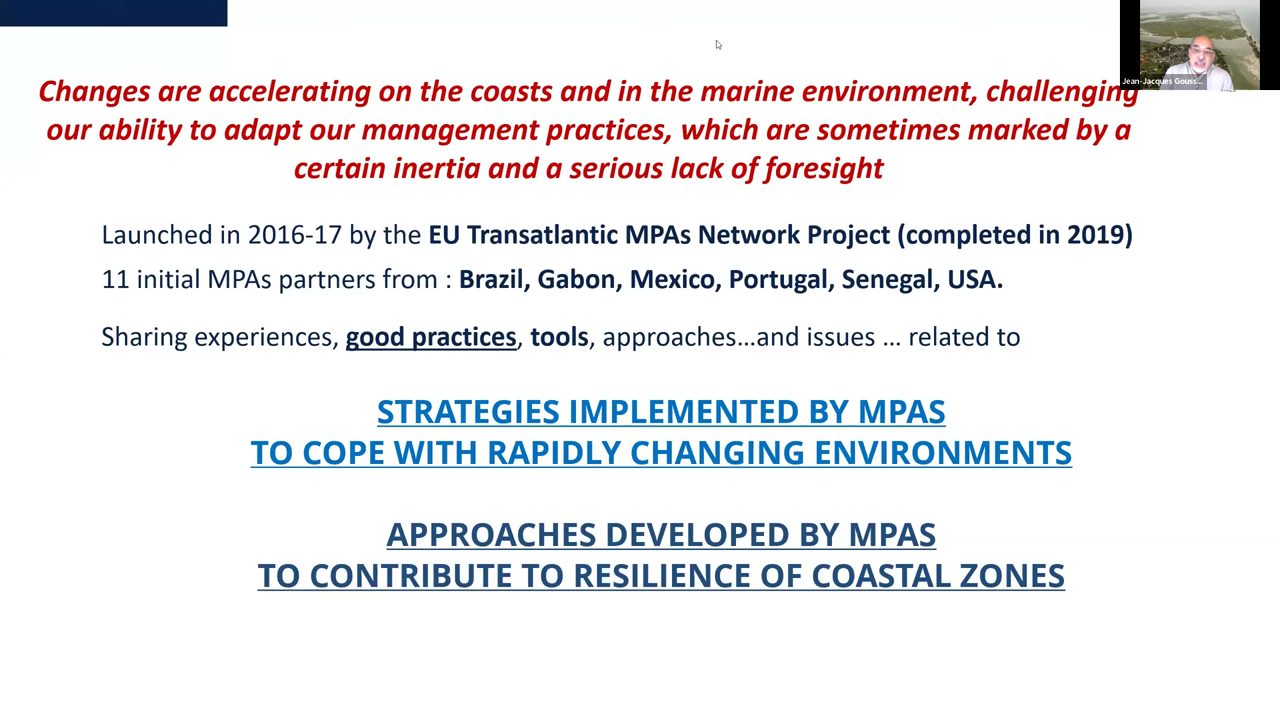 Changes are accelerating on the coasts and in the marine environment, challenging
our ability to adapt our management practices, which are sometimes marked by a
certain inertia and a serious lack of foresight
Jean-Jacques Gouss...
Launched in 2016-17 by the EU Transatlantic MPAs Network Project (completed in 2019)
11 initial MPAs partners from : Brazil, Gabon, Mexico, Portugal, Senegal, USA.
Sharing experiences, good practices, tools, approaches…and issues … related to
STRATEGIES IMPLEMENTED BY MPAS
TO COPE WITH RAPIDLY CHANGING ENVIRONMENTS
APPROACHES DEVELOPED BY MPAS
TO CONTRIBUTE TO RESILIENCE OF COASTAL ZONES